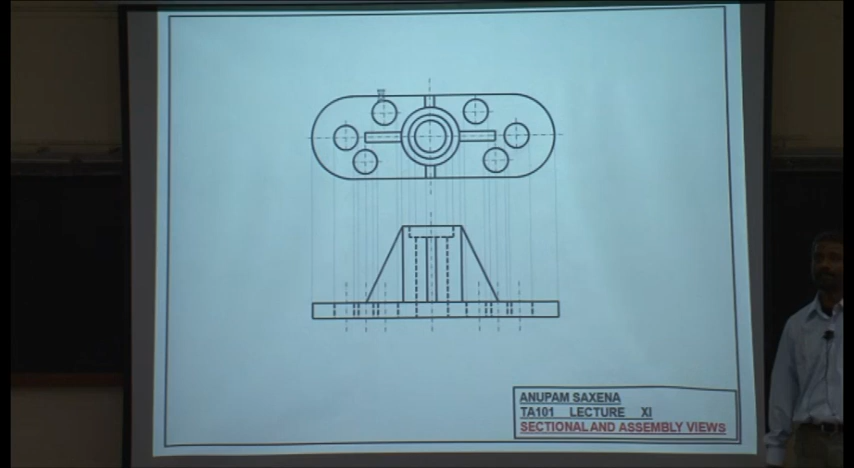 ANUPAM SAXENA
TA101 LECTURE XI
SECTIONAL AND ASSEMBLY VIEWS